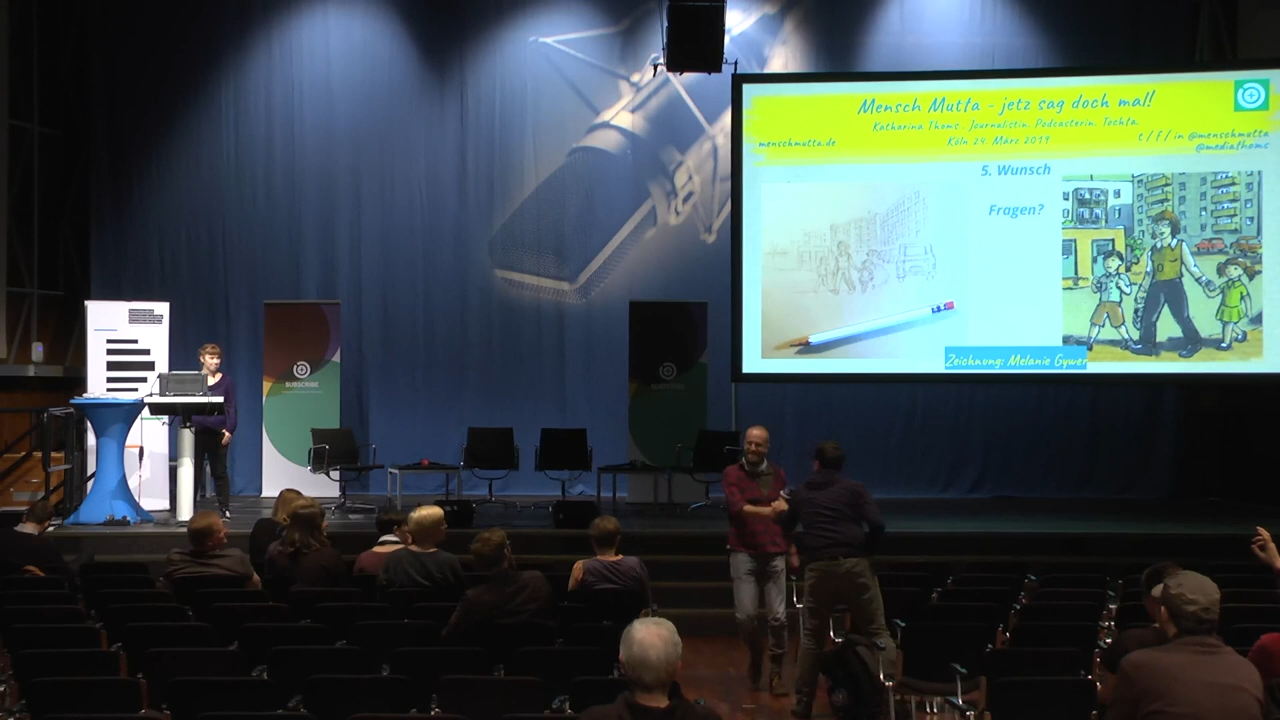 Mensch Mutta - jetz sag doch mal!
Katharina Thoms . Journalistin. Podcasterin. Tochta.
menschmutta.de
Köln 24. März 2019
t / f / in @menschmutta
@mediathoms
5. Wunsch
Fragen?
Zeichnung: Melanie Gywer
SUBSCRIBE
SUBSCRIBE